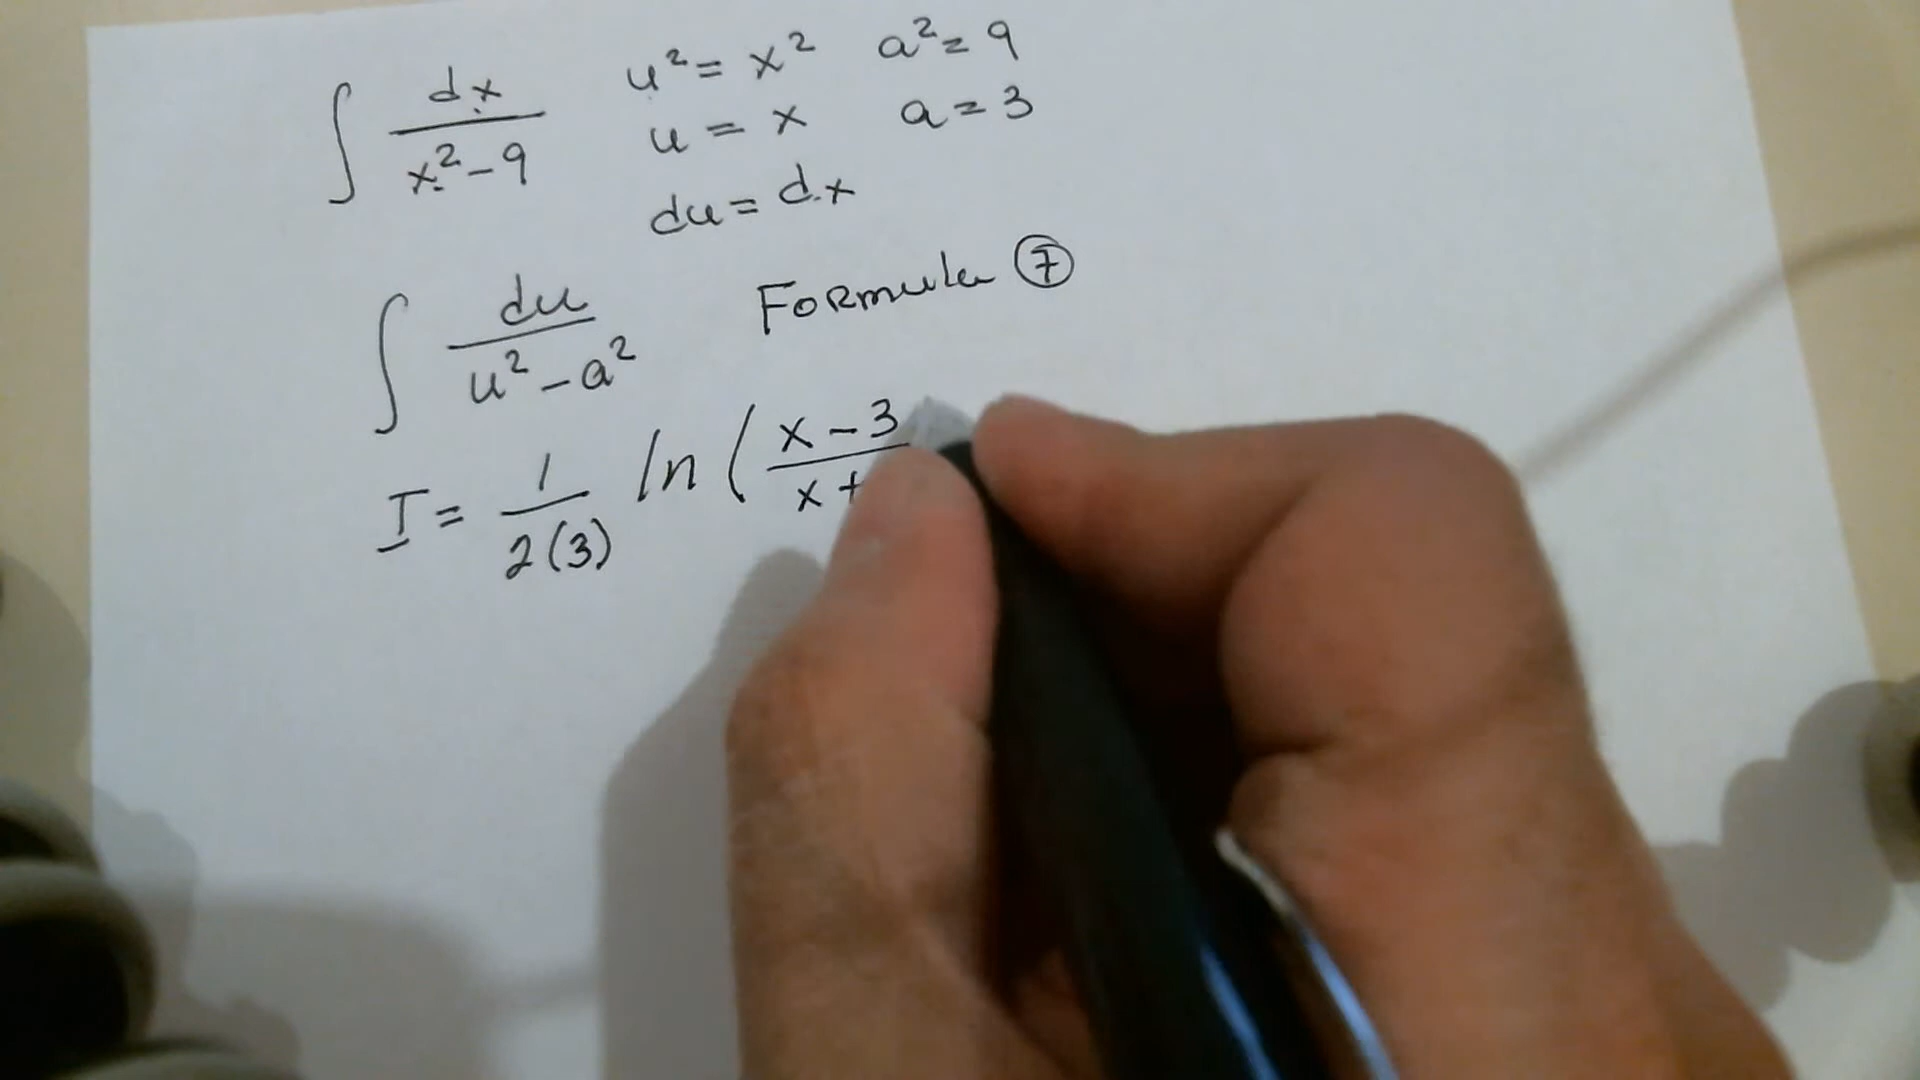 ∫ dx / x² - 9    u² = x²    a² = 9
u = x    a = 3
du = d.x
∫ du / u² - a²    Formula ⑦
I = 1 / 2(3) ln ( x - 3 / x +